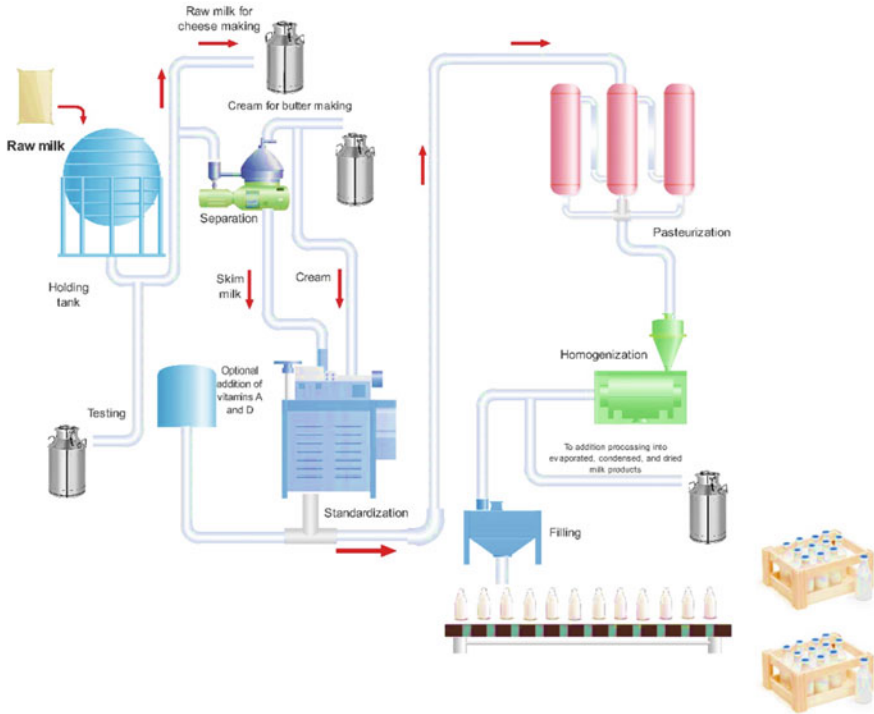 Raw milk for
cheese making
Cream for butter making
Raw milk
Separation
Pasteurization
Holding
tank
Skim
milk
Cream
Homogenization
Optional
addition of
vitamins A
and D
Testing
To addition processing into
evaporated, condensed, and dried
milk products
Standardization
Filling